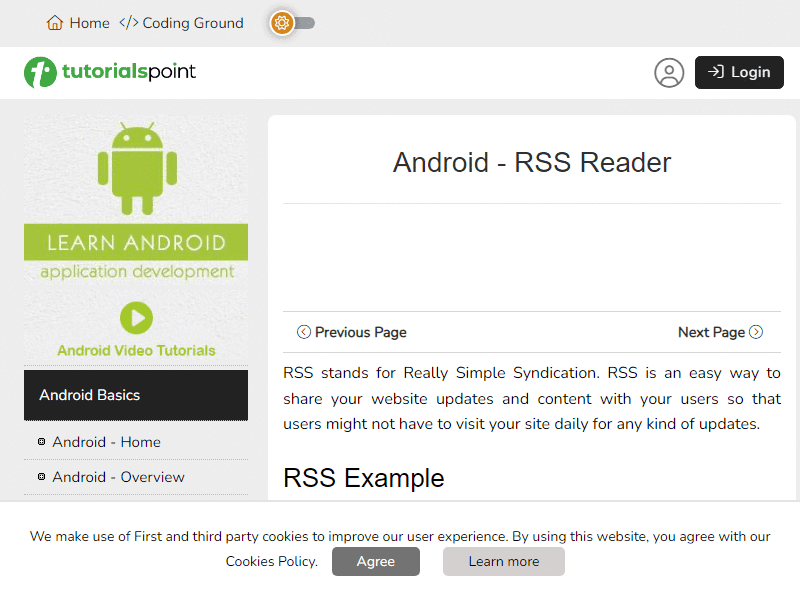 Home </> Coding Ground
tutorialspoint
Login
LEARN ANDROID
application development
Android Video Tutorials
Android Basics
Android - Home
Android - Overview
Android - RSS Reader
Previous Page
Next Page
RSS stands for Really Simple Syndication. RSS is an easy way to
share your website updates and content with your users so that
users might not have to visit your site daily for any kind of updates.
RSS Example
We make use of First and third party cookies to improve our user experience. By using this website, you agree with our
Cookies Policy. Agree Learn more